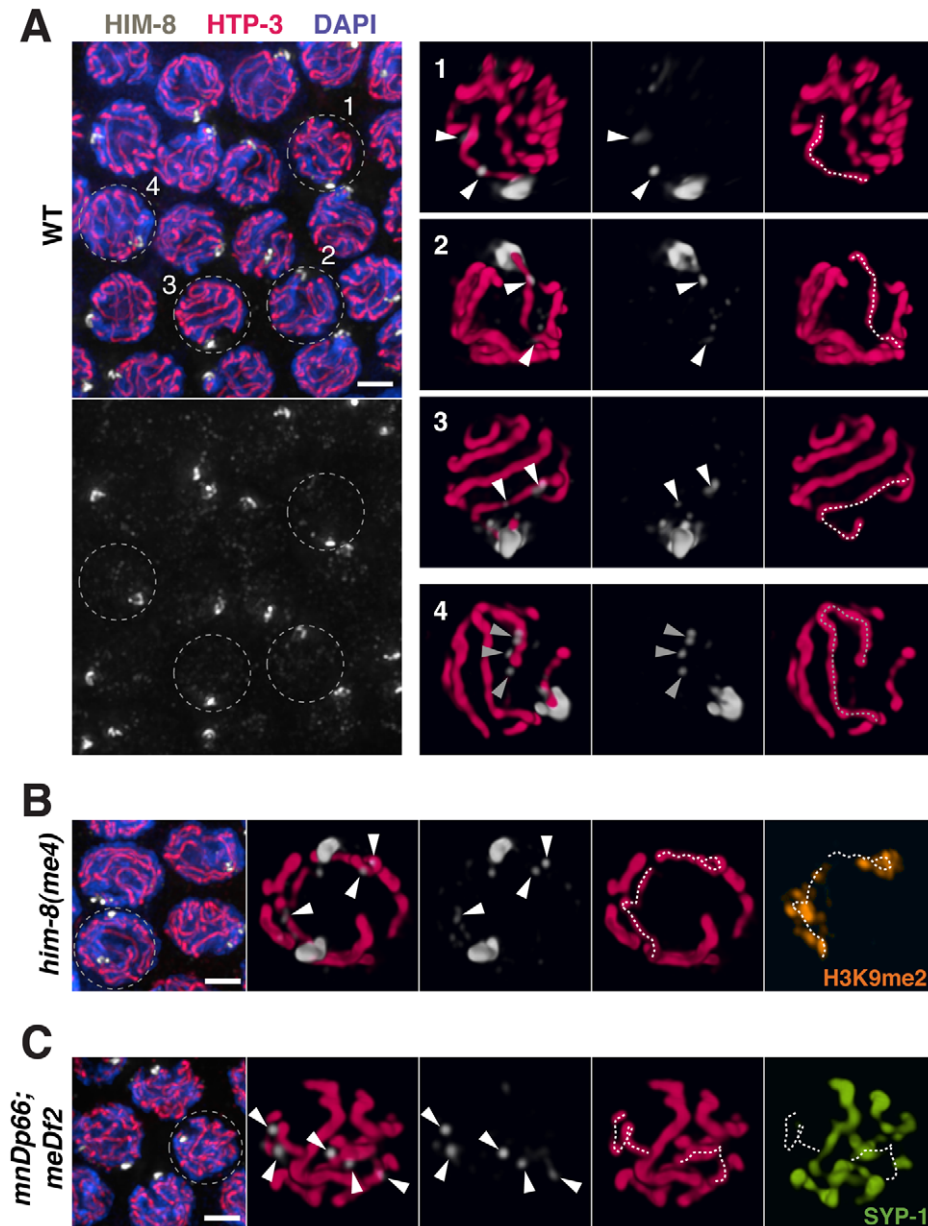 A
HIM-8 HTP-3 DAPI
WT
1
4
2
3
1
2
3
4
B
him-8(me4)
H3K9me2
C
mnDp66;
meDf2
SYP-1